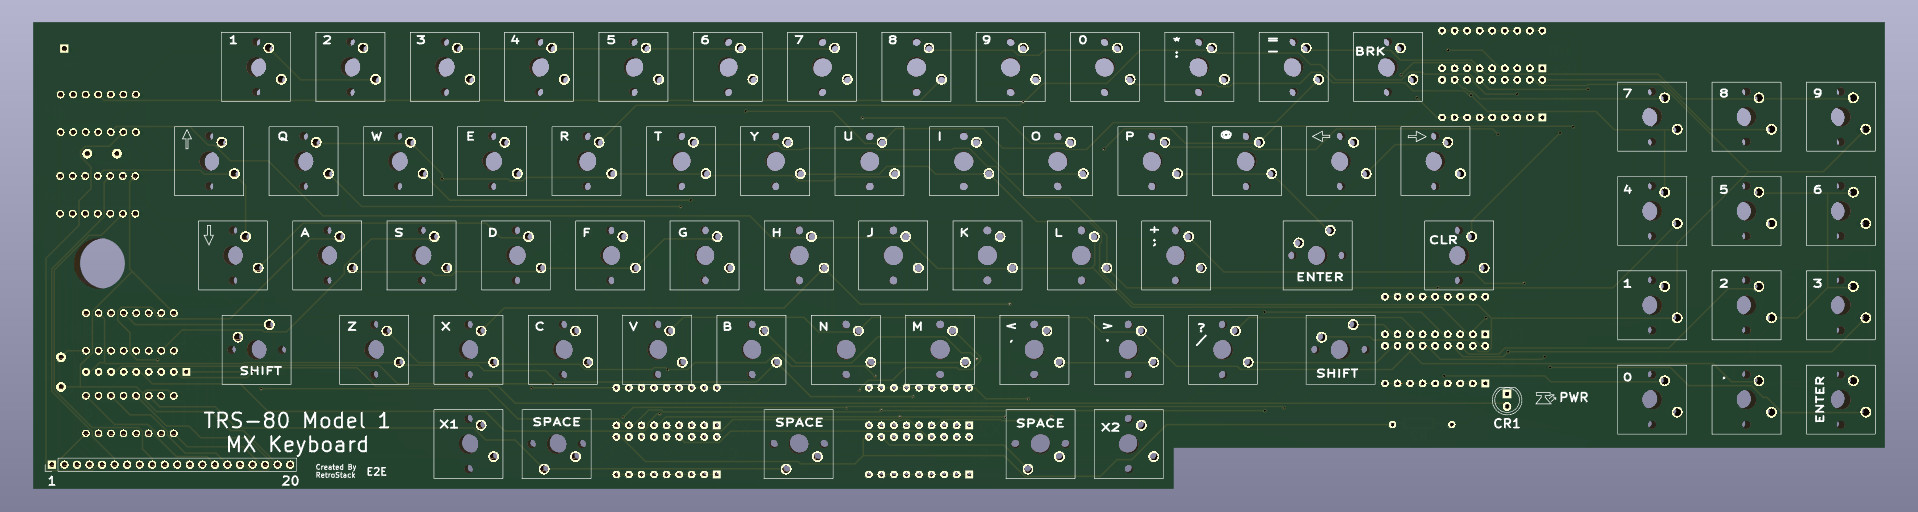 1 2 3 4 5 6 7 8 9 0 * : = - BRK
7 8 9
↑ Q W E R T Y U I O P @ ← →
4 5 6
↓ A S D F G H J K L + ; ENTER CLR
1 2 3
SHIFT Z X C V B N M < , > . ? / SHIFT
0 . ENTER
X1 SPACE SPACE SPACE X2
CR1 PWR
TRS-80 Model 1
MX Keyboard
Created By
RetroStack
E2E
1 20